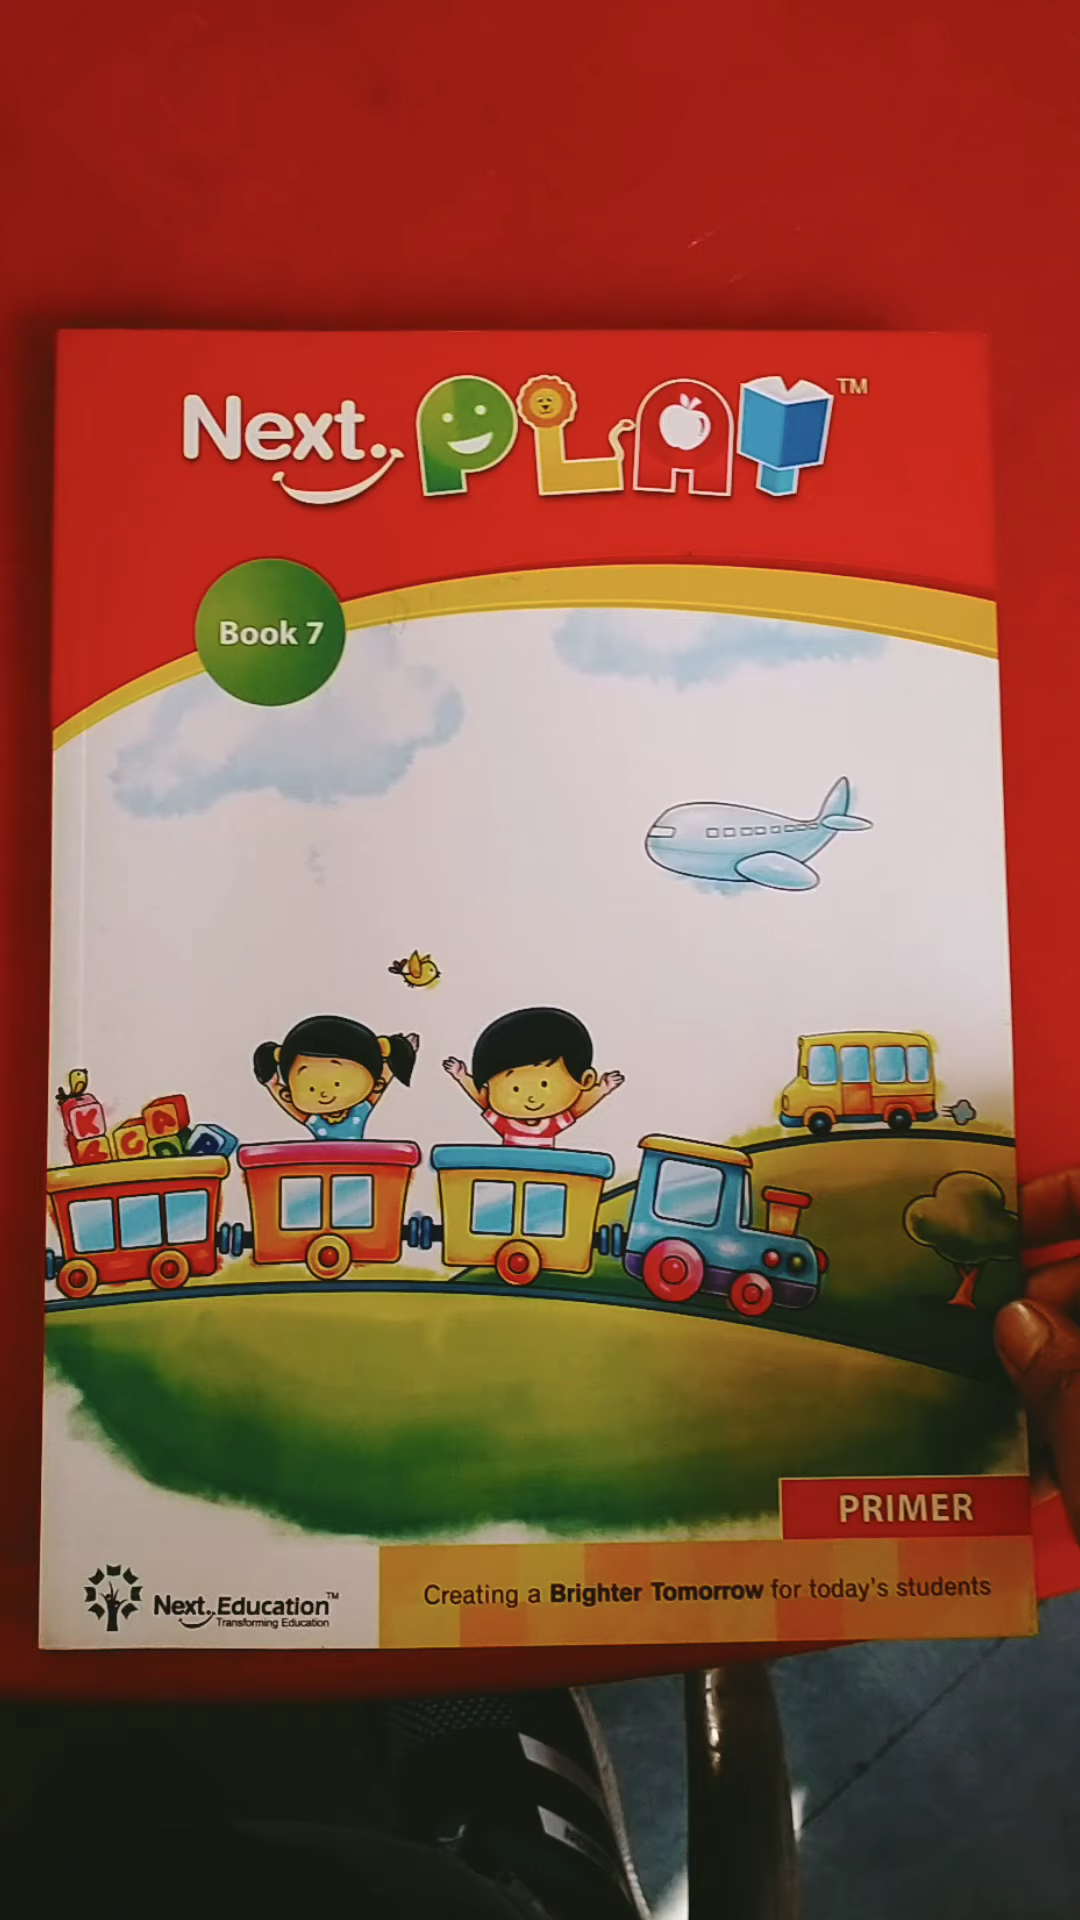 Next. PLAY™
Book 7
K
A
PRIMER
Next.Education™
Transforming Education
Creating a Brighter Tomorrow for today's students